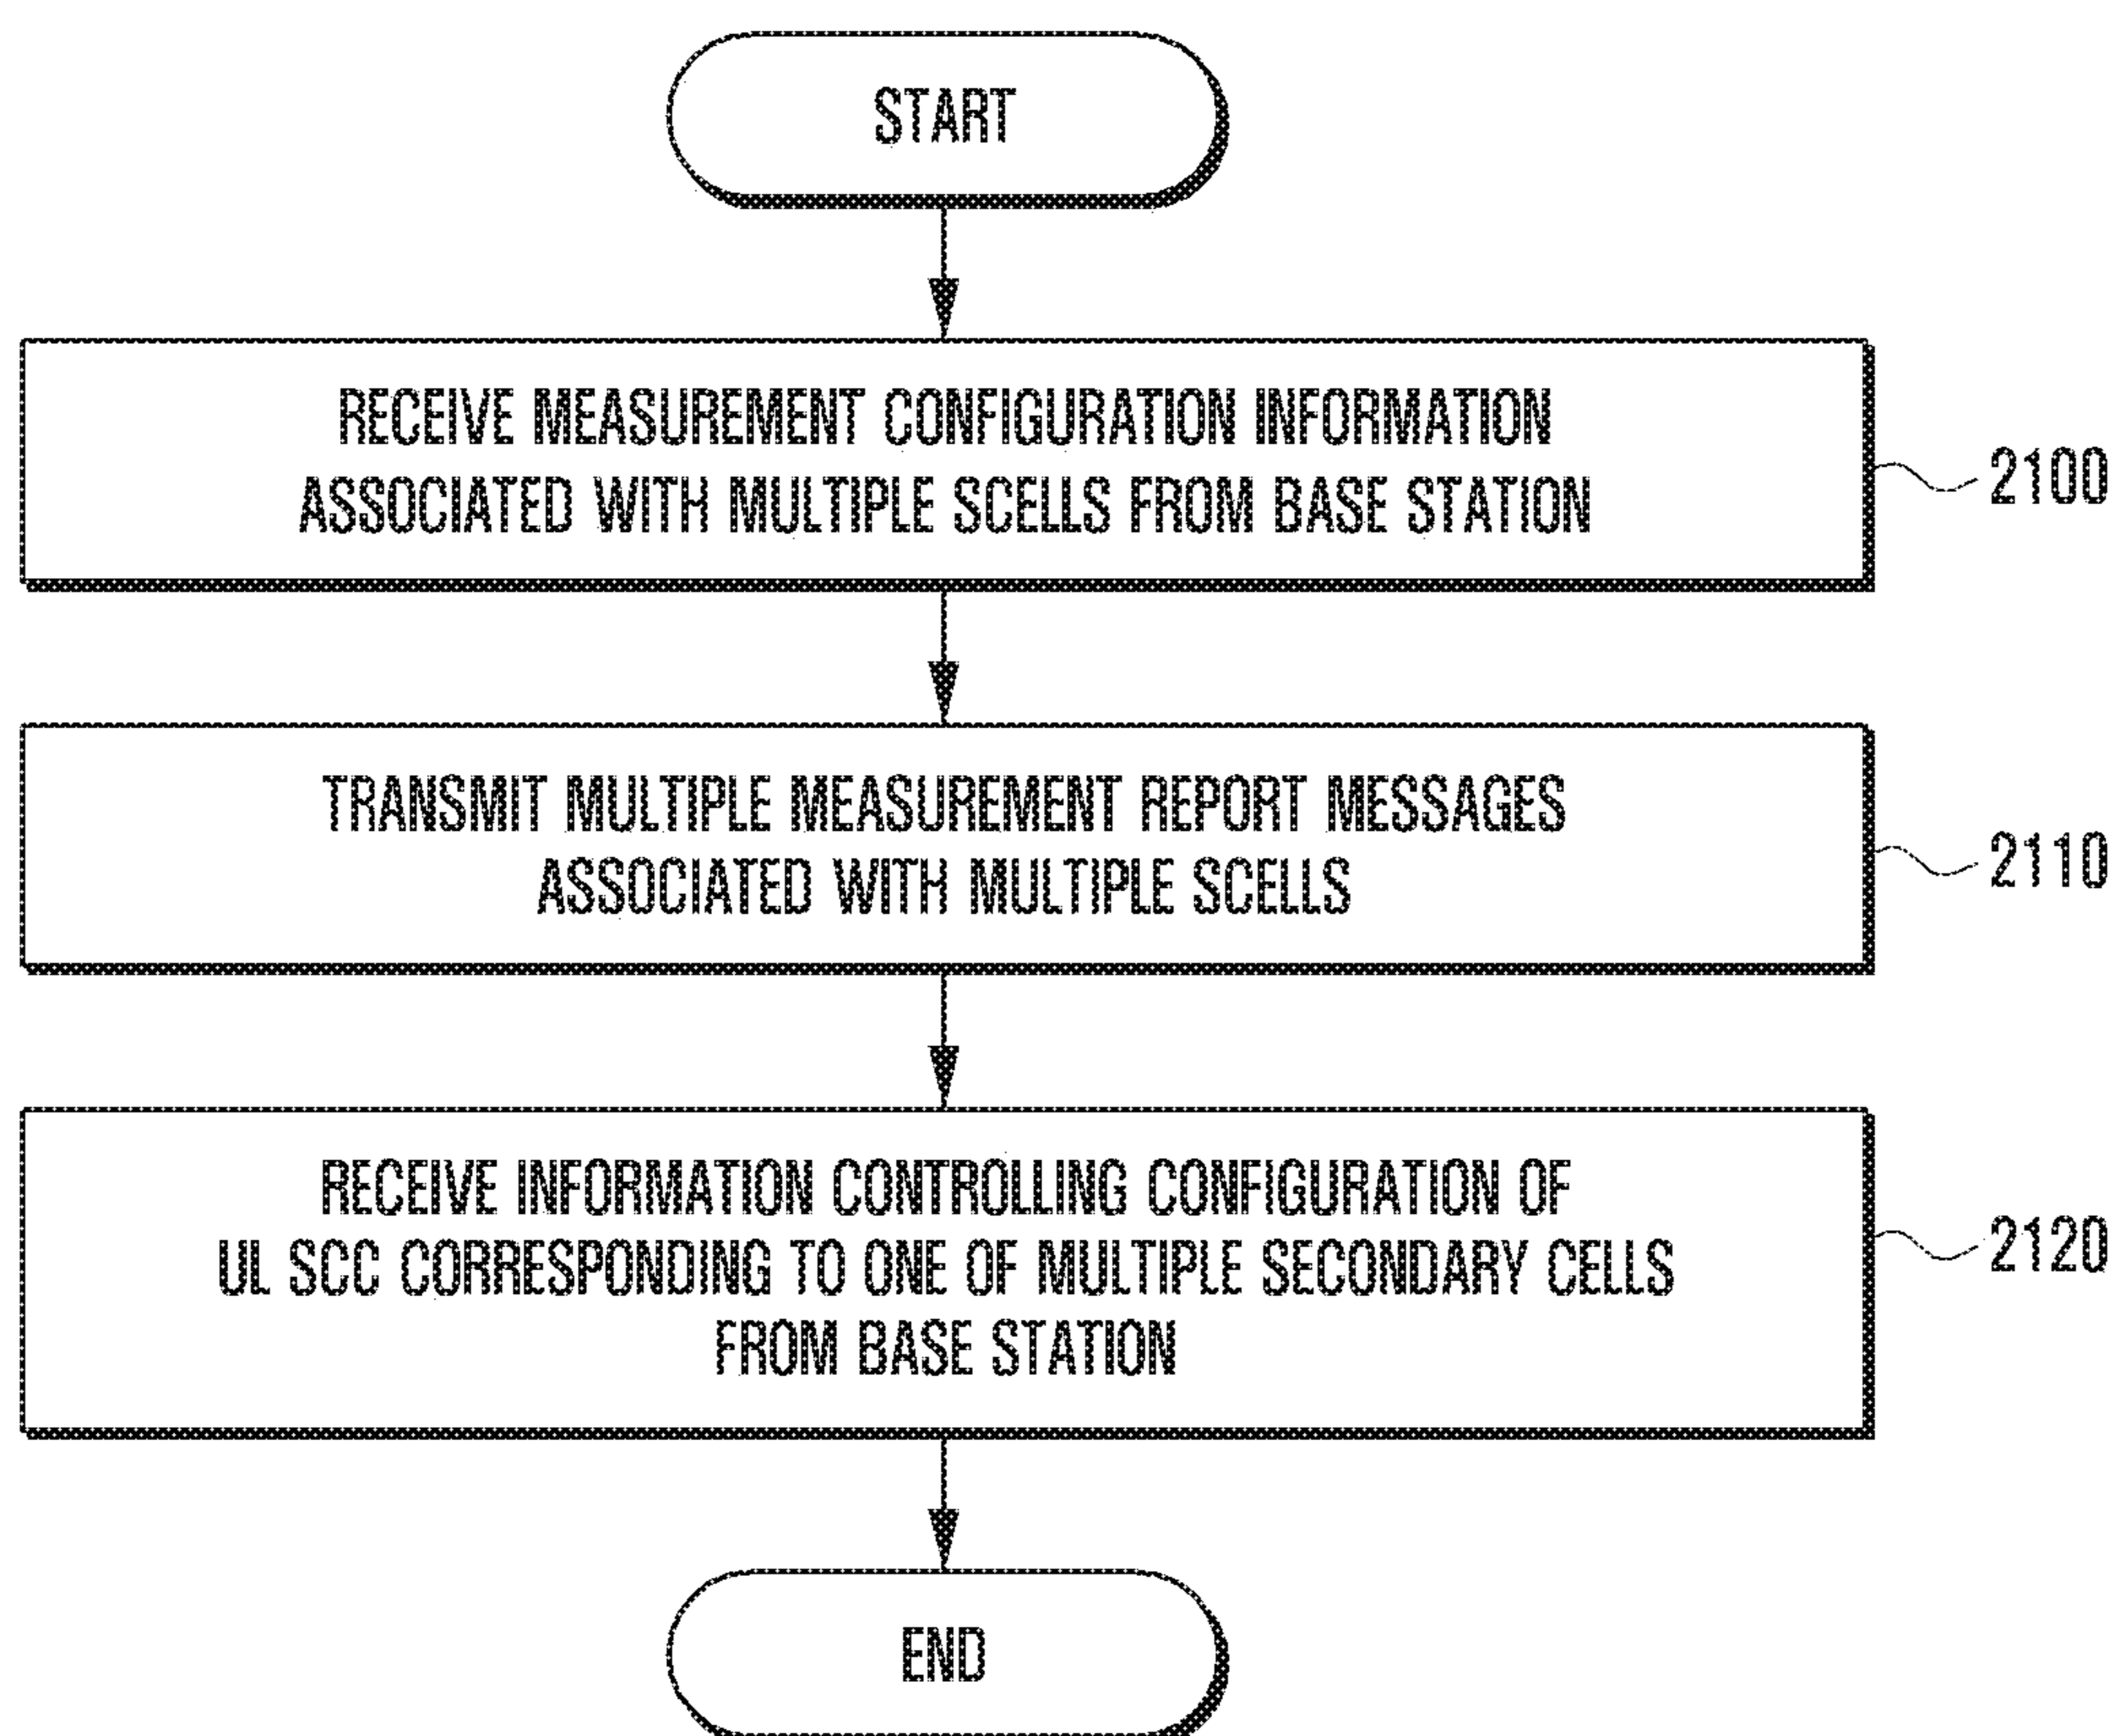 START
RECEIVE MEASUREMENT CONFIGURATION INFORMATION
ASSOCIATED WITH MULTIPLE SCELLS FROM BASE STATION
2100
TRANSMIT MULTIPLE MEASUREMENT REPORT MESSAGES
ASSOCIATED WITH MULTIPLE SCELLS
2110
RECEIVE INFORMATION CONTROLLING CONFIGURATION OF
UL SCC CORRESPONDING TO ONE OF MULTIPLE SECONDARY CELLS
FROM BASE STATION
2120
END